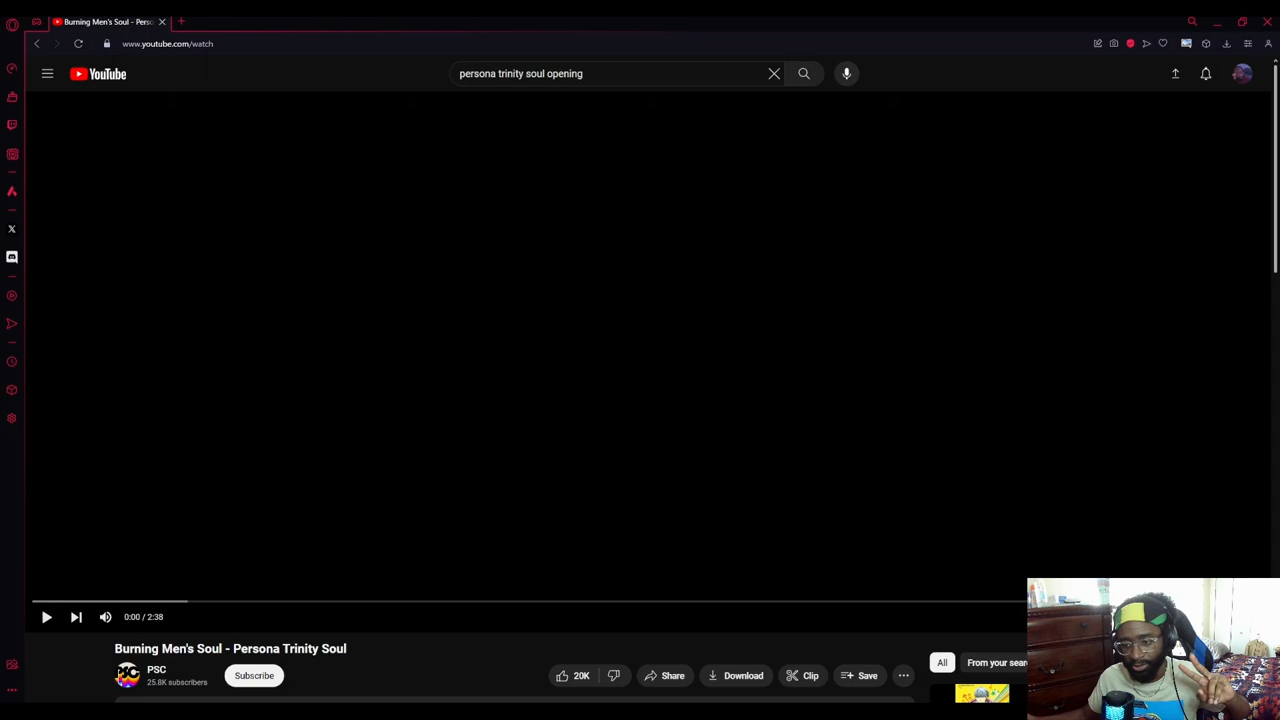 Burning Men's Soul - Perso
www.youtube.com/watch
YouTube
persona trinity soul opening
0:00 / 2:38
Burning Men's Soul - Persona Trinity Soul
PSC
25.8K subscribers
Subscribe
20K
Share
Download
Clip
Save
All
From your sear